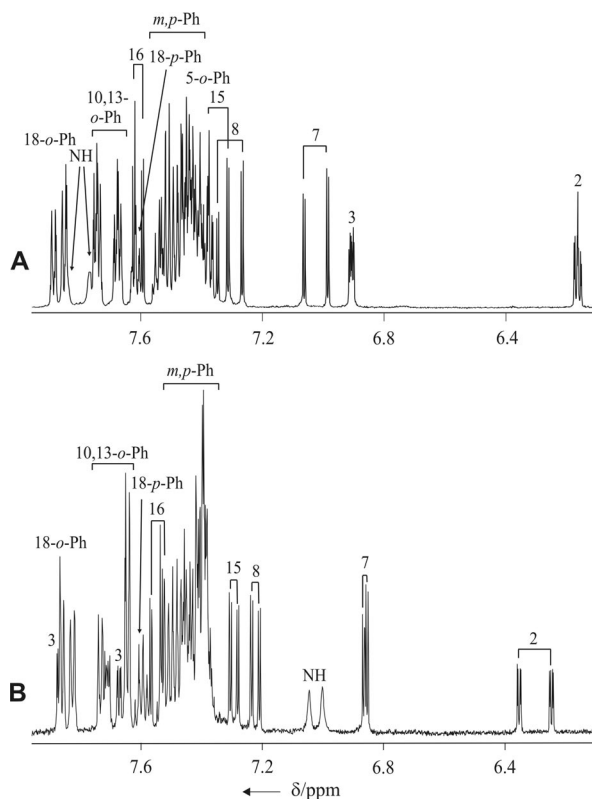 m,p-Ph
16
18-p-Ph
10,13-
o-Ph
5-o-Ph
15
8
18-o-Ph
NH
7
3
2
A
7.6 7.2 6.8 6.4
m,p-Ph
10,13-o-Ph
18-p-Ph
16
18-o-Ph
15
8
7
3
3
2
NH
B
7.6 7.2 6.8 6.4
δ/ppm